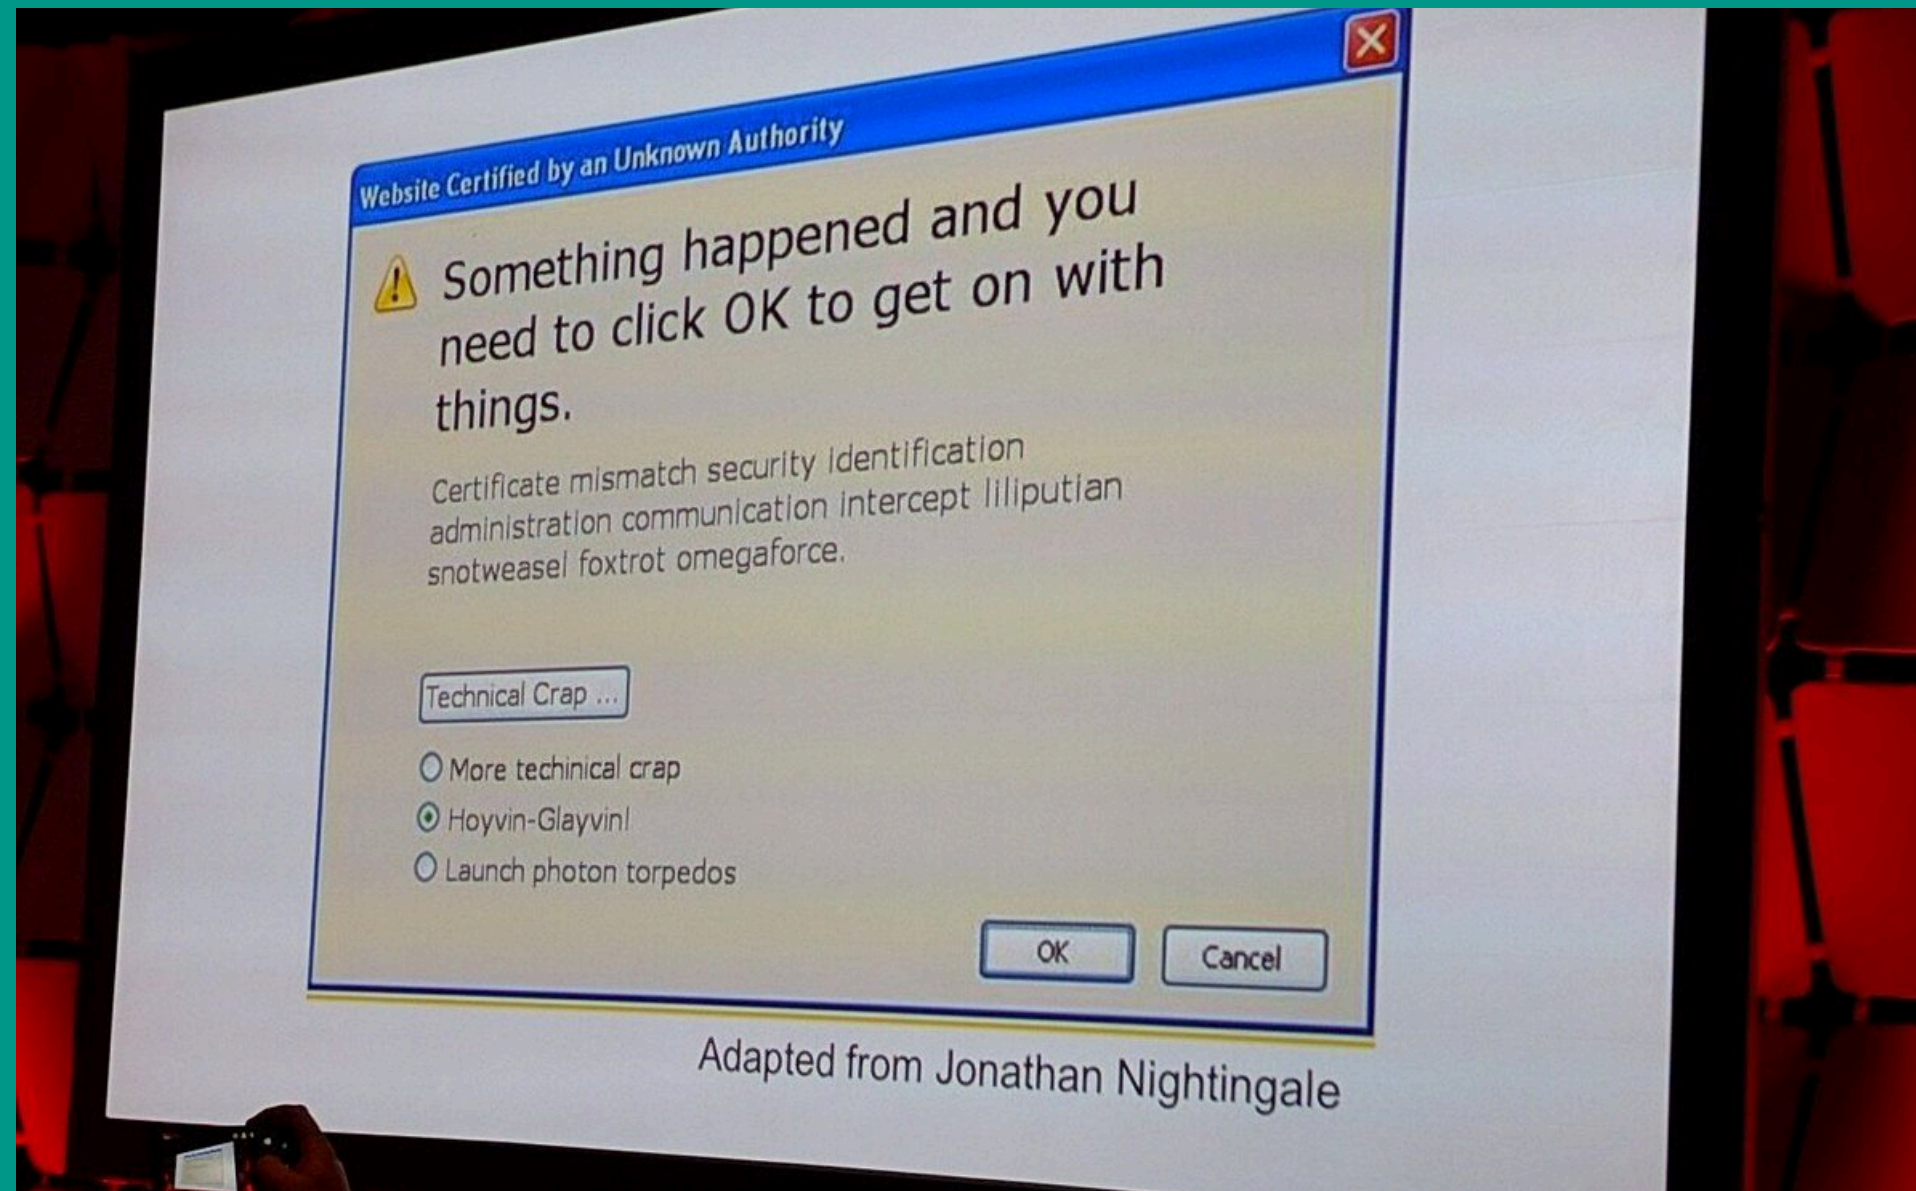 Website Certified by an Unknown Authority
Something happened and you
need to click OK to get on with
things.
Certificate mismatch security identification
administration communication intercept liliputian
snotweasel foxtrot omegaforce.
Technical Crap ...
More techinical crap
Hoyvin-Glayvin!
Launch photon torpedos
OK
Cancel
Adapted from Jonathan Nightingale